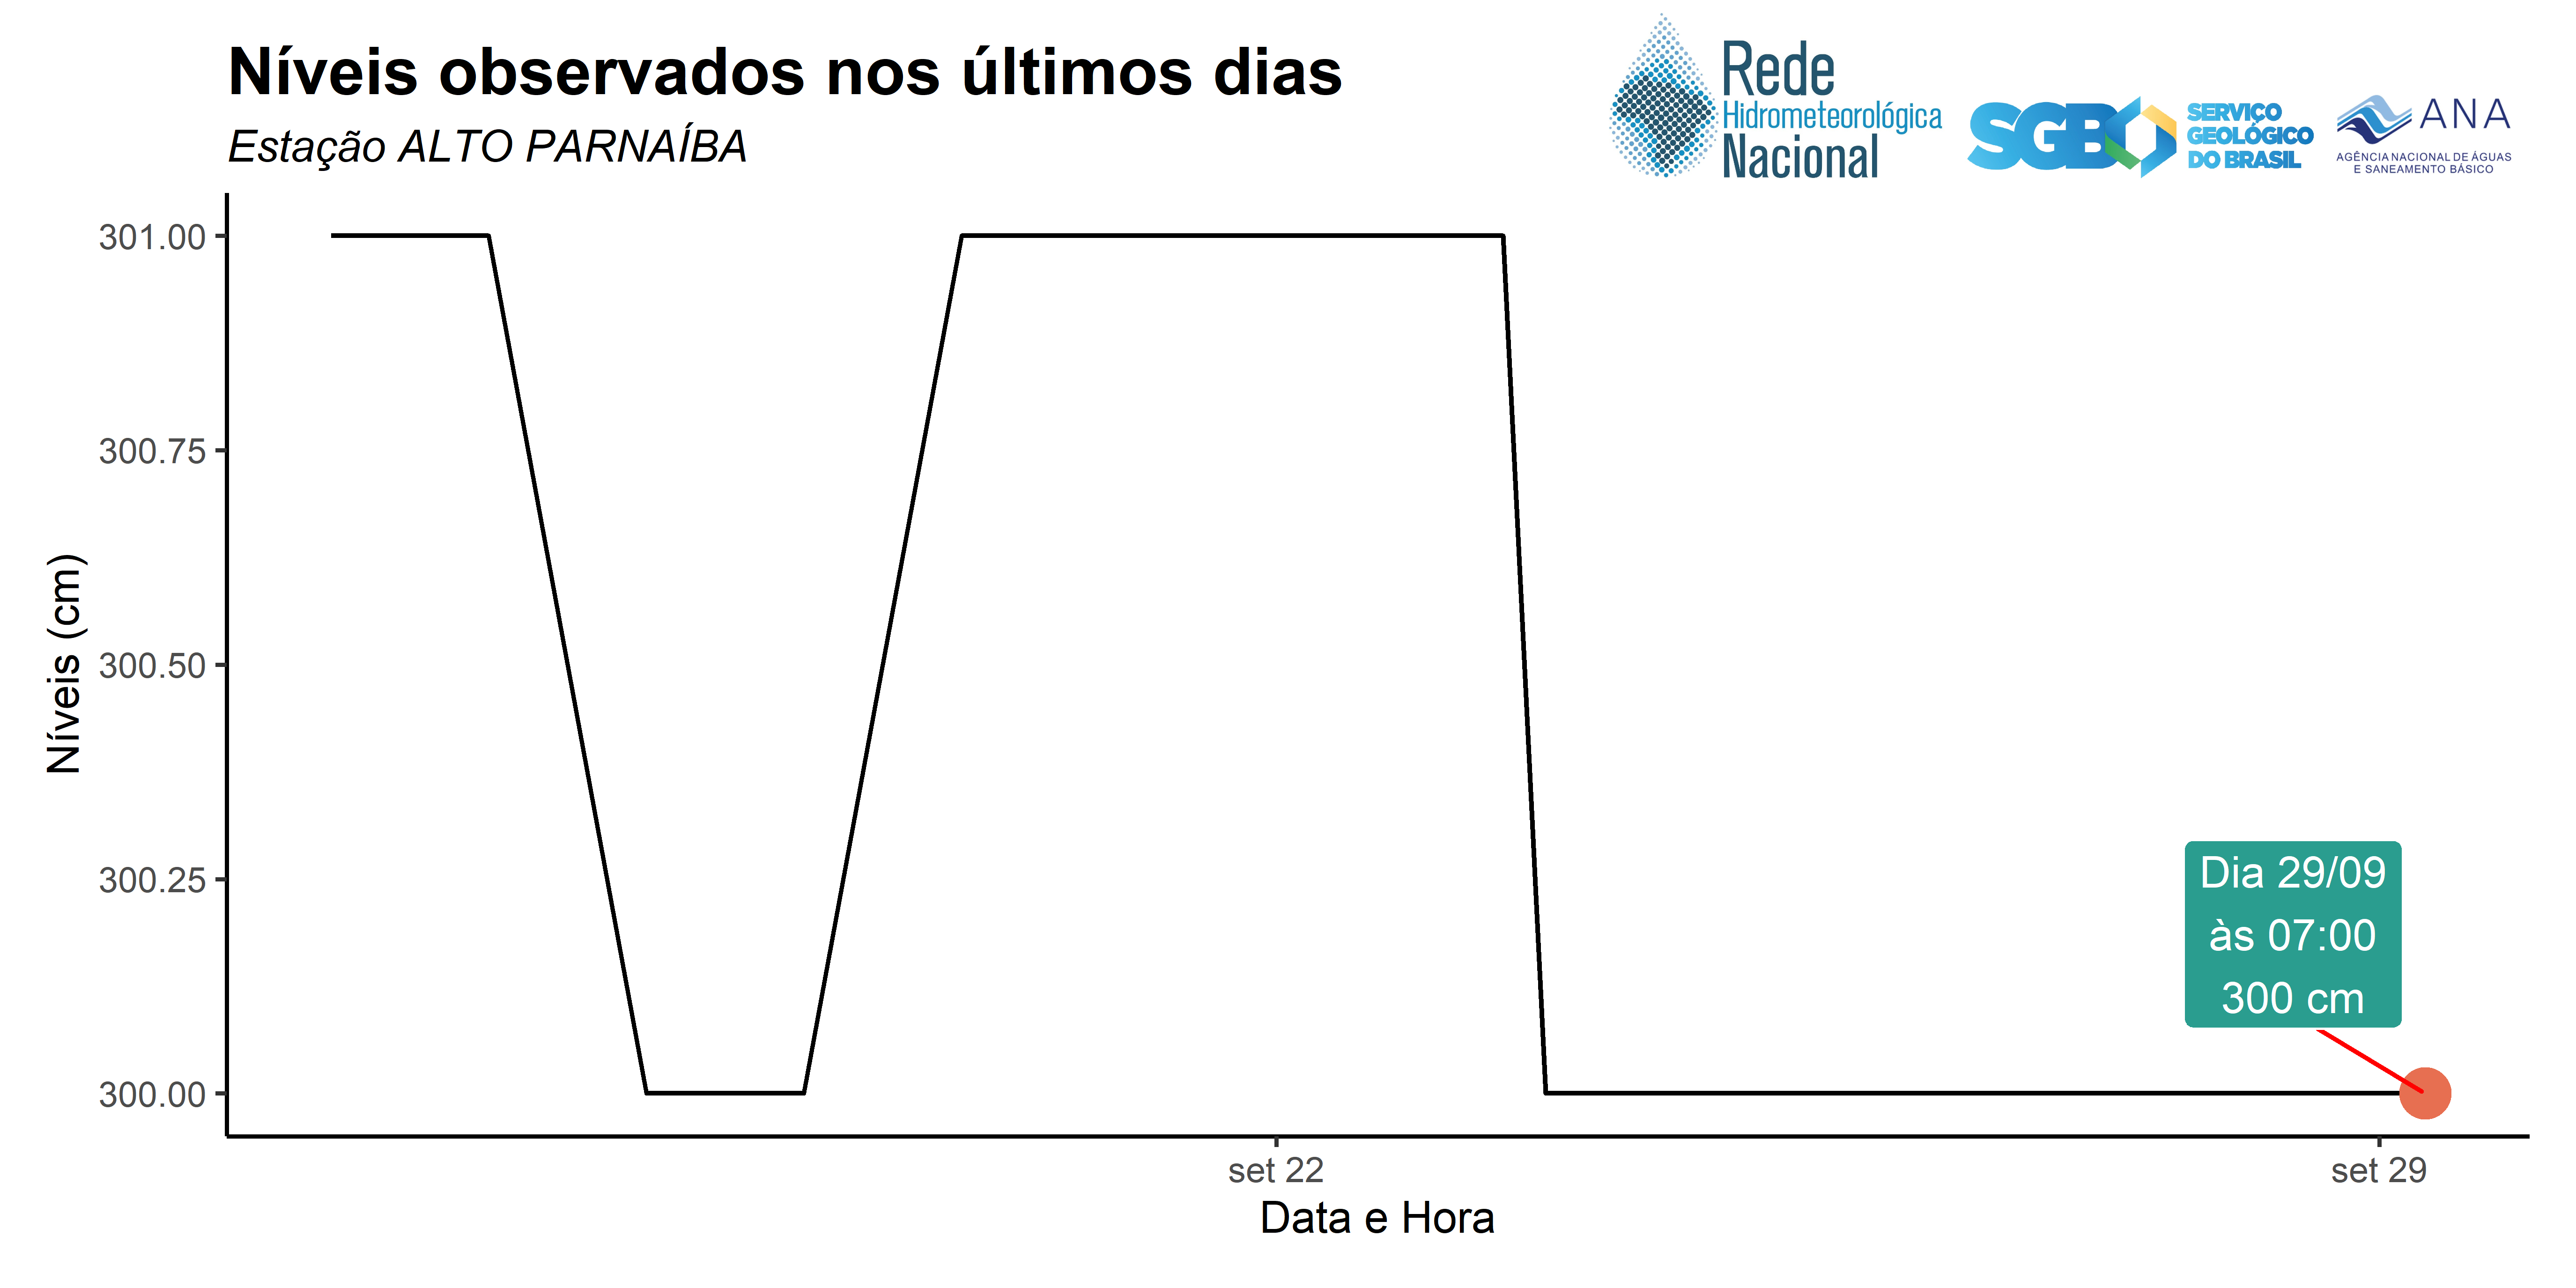 Níveis observados nos últimos dias
Estação ALTO PARNAÍBA
Rede
Hidrometeorológica
Nacional
SGB
SERVIÇO
GEOLÓGICO
DO BRASIL
ANA
AGÊNCIA NACIONAL DE ÁGUAS
E SANEAMENTO BÁSICO
Níveis (cm)
301.00
300.75
300.50
300.25
300.00
Dia 29/09
às 07:00
300 cm
set 22
set 29
Data e Hora